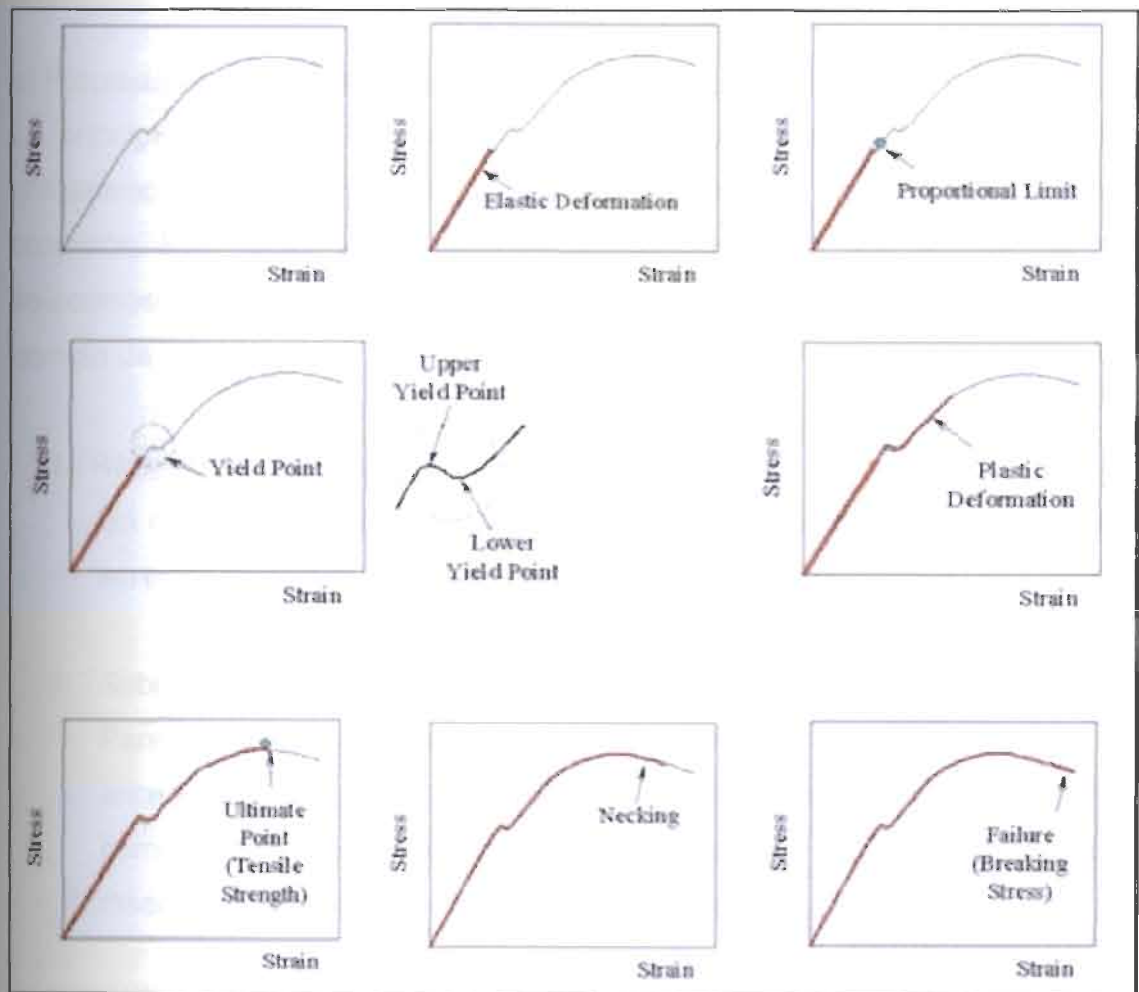 Stress
Strain
Stress
Elastic Deformation
Strain
Stress
Proportional Limit
Strain
Stress
Yield Point
Strain
Upper
Yield Point
Lower
Yield Point
Stress
Plastic
Deformation
Strain
Stress
Ultimate
Point
(Tensile
Strength)
Strain
Stress
Necking
Strain
Stress
Failure
(Breaking
Stress)
Strain